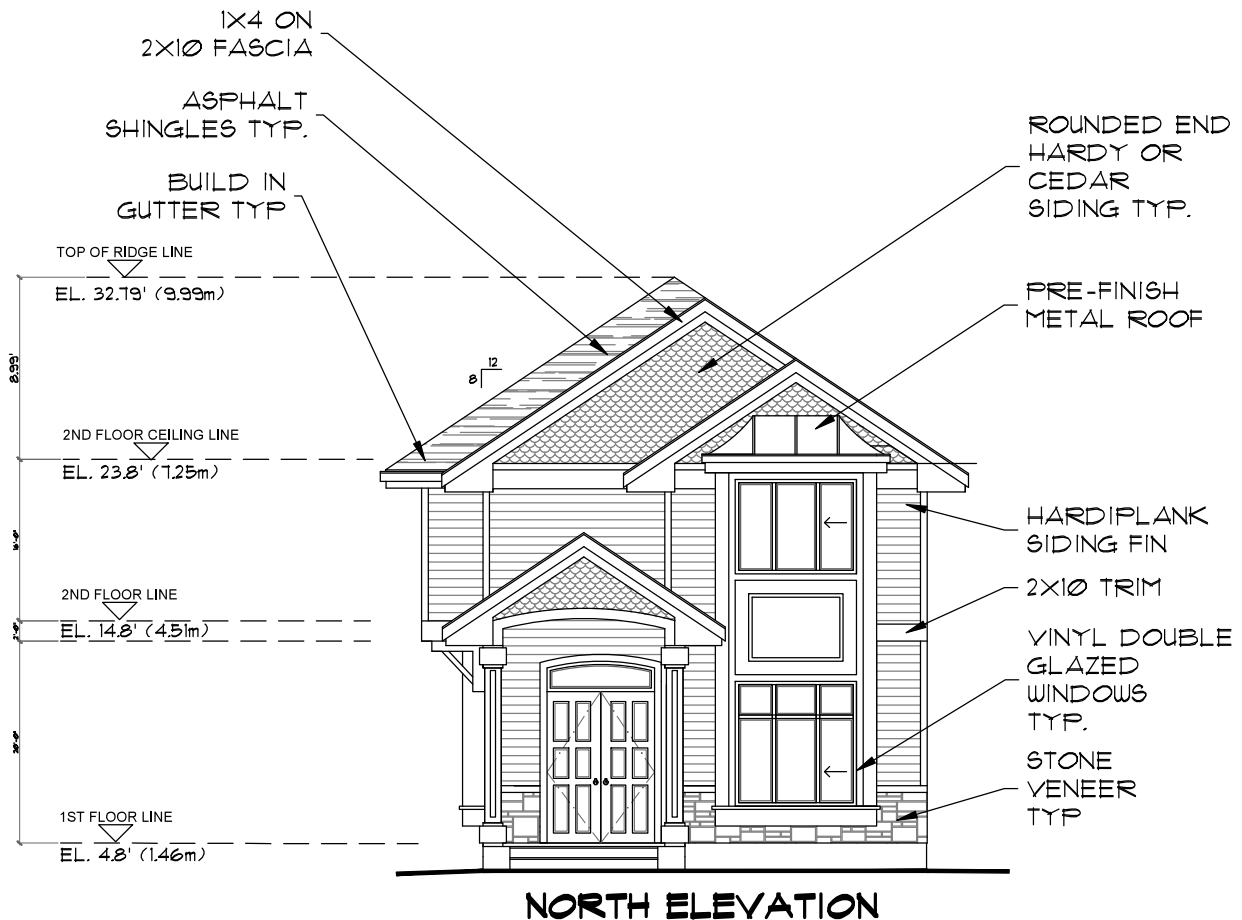 1X4 ON
2X10 FASCIA
ASPHALT
SHINGLES TYP.
BUILD IN
GUTTER TYP
ROUNDED END
HARDY OR
CEDAR
SIDING TYP.
TOP OF RIDGE LINE
EL. 32.79' (9.99m)
PRE-FINISH
METAL ROOF
8.99'
12
8
2ND FLOOR CEILING LINE
EL. 23.8' (7.25m)
HARDIPLANK
SIDING FIN
2X10 TRIM
2ND FLOOR LINE
EL. 14.8' (4.51m)
VINYL DOUBLE
GLAZED
WINDOWS
TYP.
STONE
VENEER
TYP
1ST FLOOR LINE
EL. 4.8' (1.46m)
NORTH ELEVATION